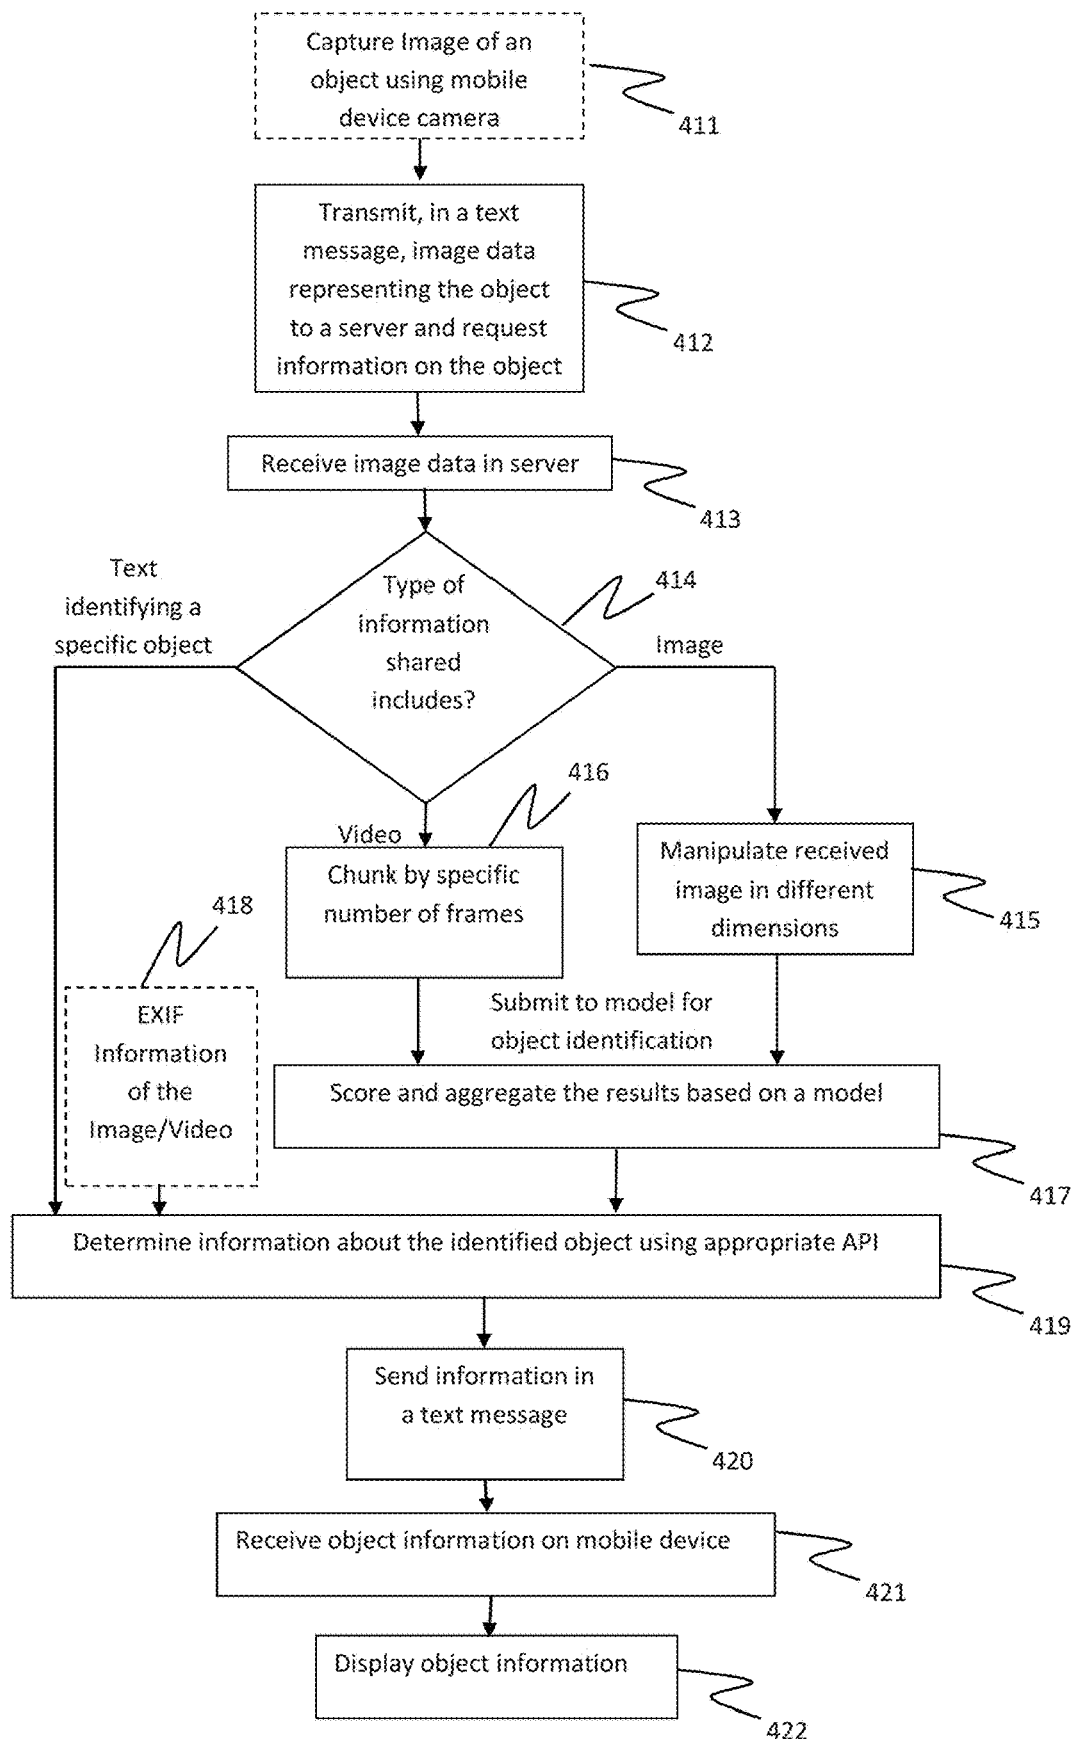 Capture Image of an
object using mobile
device camera
411
Transmit, in a text
message, image data
representing the object
to a server and request
information on the object
412
Receive image data in server
413
Text
identifying a
specific object
Type of
information
shared
includes?
414
Image
Video
416
Chunk by specific
number of frames
Manipulate received
image in different
dimensions
415
418
EXIF
Information
of the
Image/Video
Submit to model for
object identification
Score and aggregate the results based on a model
417
Determine information about the identified object using appropriate API
419
Send information in
a text message
420
Receive object information on mobile device
421
Display object information
422